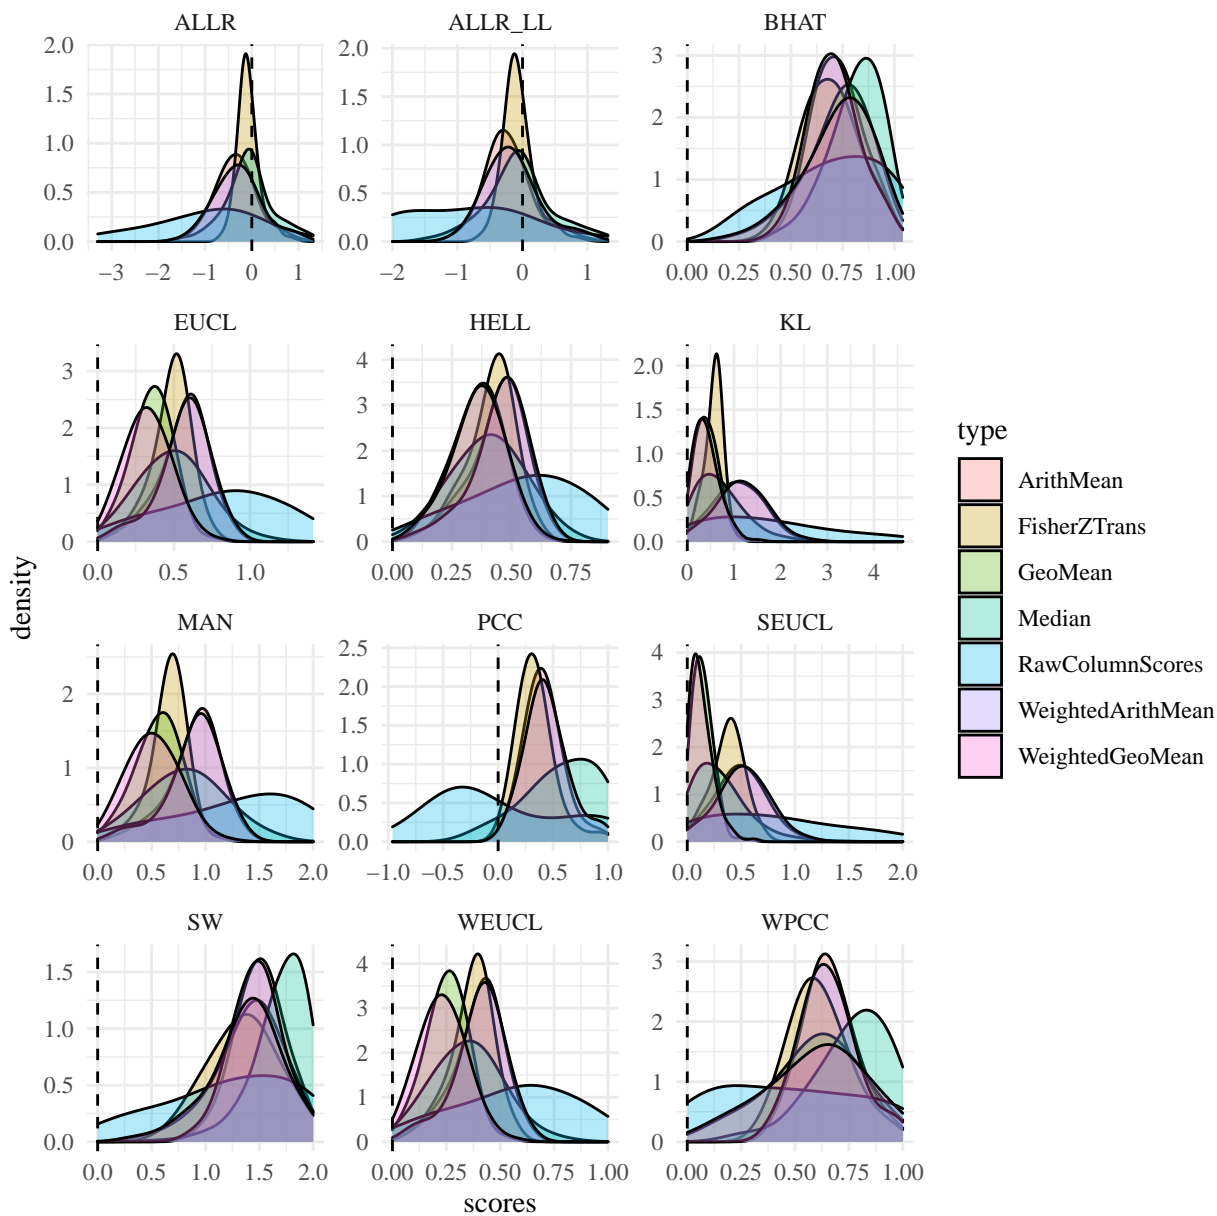 ALLR ALLR_LL BHAT
2.0 1.5 1.0 0.5 0.0
−3 −2 −1 0 1
2.0 1.5 1.0 0.5 0.0
−2 −1 0 1
3 2 1 0
0.00 0.25 0.50 0.75 1.00
EUCL HELL KL
3 2 1 0
0.0 0.5 1.0
4 3 2 1 0
0.00 0.25 0.50 0.75
2.0 1.5 1.0 0.5 0.0
0 1 2 3 4
MAN PCC SEUCL
2 1 0
0.0 0.5 1.0 1.5 2.0
2.5 2.0 1.5 1.0 0.5 0.0
−1.0 −0.5 0.0 0.5 1.0
4 3 2 1 0
0.0 0.5 1.0 1.5 2.0
SW WEUCL WPCC
1.5 1.0 0.5 0.0
0.0 0.5 1.0 1.5 2.0
4 3 2 1 0
0.00 0.25 0.50 0.75 1.00
3 2 1 0
0.00 0.25 0.50 0.75 1.00
density
scores
type
ArithMean
FisherZTrans
GeoMean
Median
RawColumnScores
WeightedArithMean
WeightedGeoMean